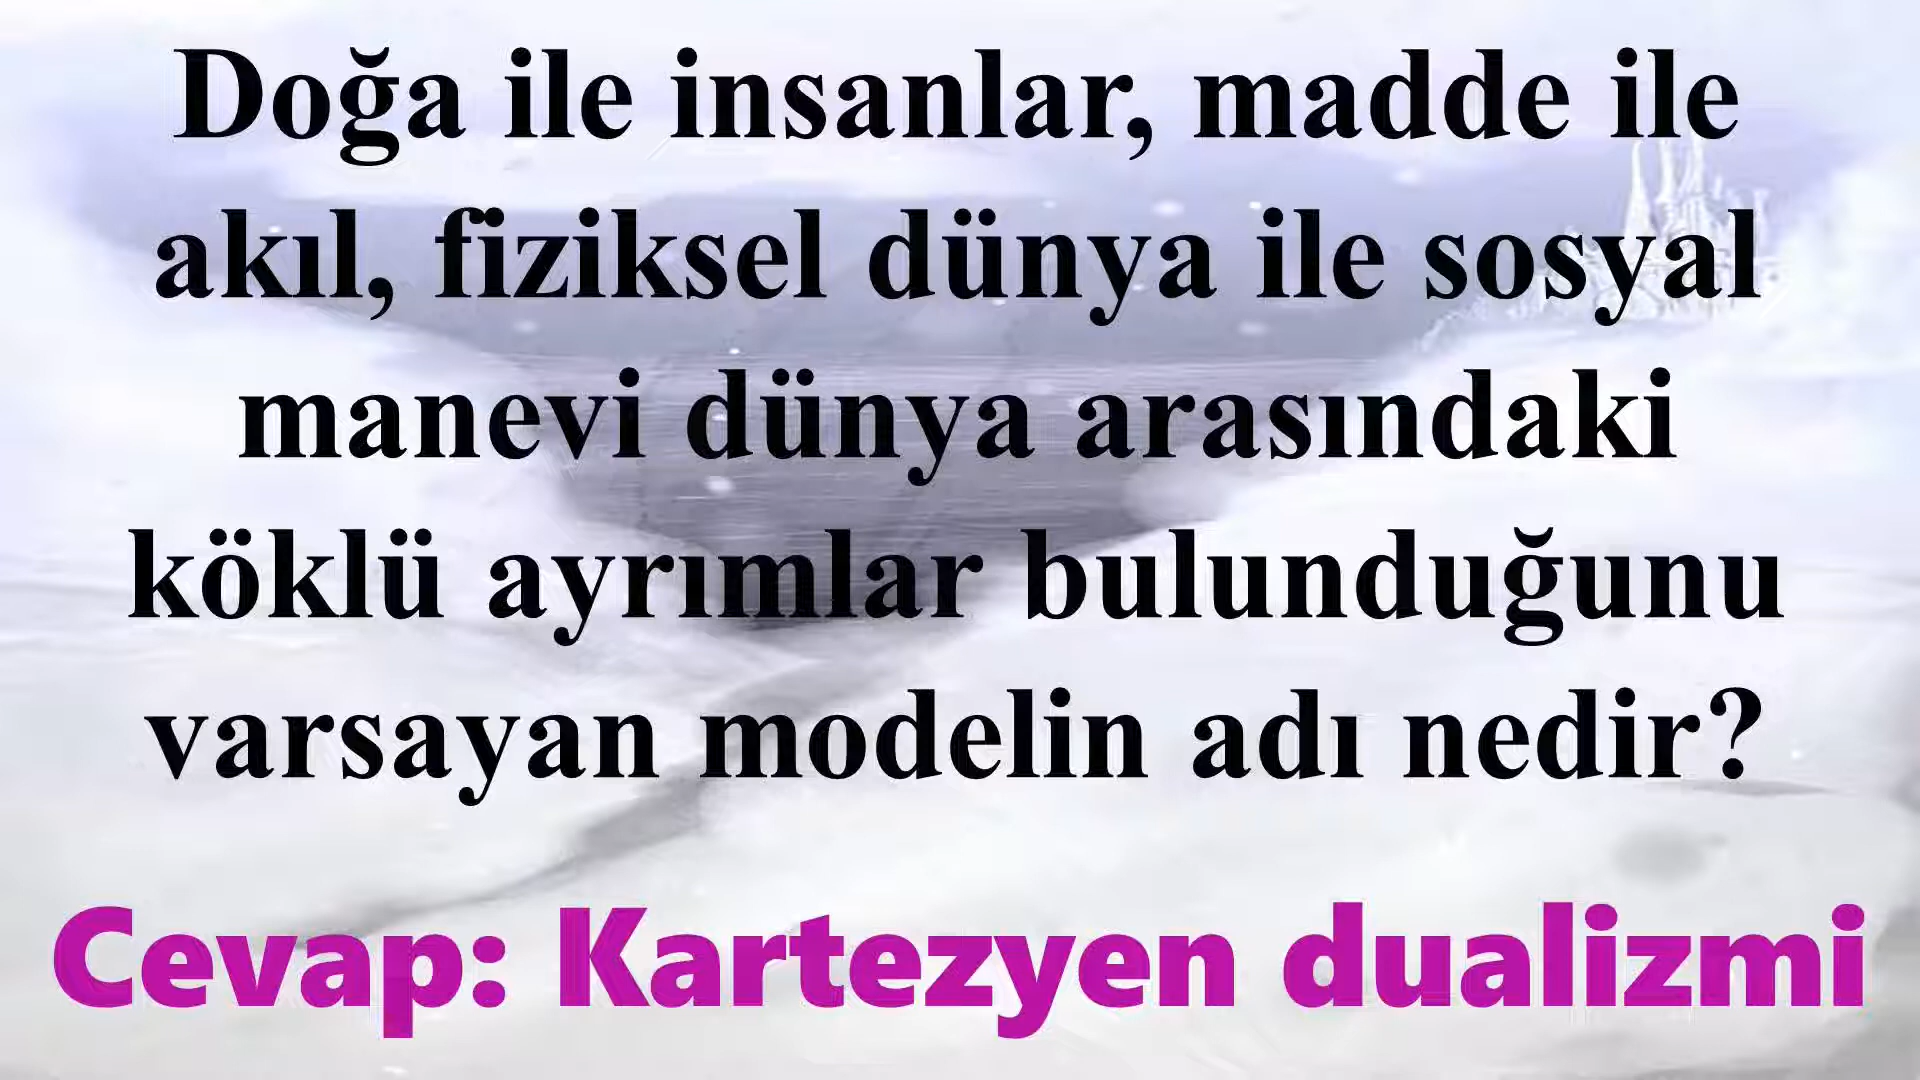 Doğa ile insanlar, madde ile
akıl, fiziksel dünya ile sosyal
manevi dünya arasındaki
köklü ayrımlar bulunduğunu
varsayan modelin adı nedir?
Cevap: Kartezyen dualizmi